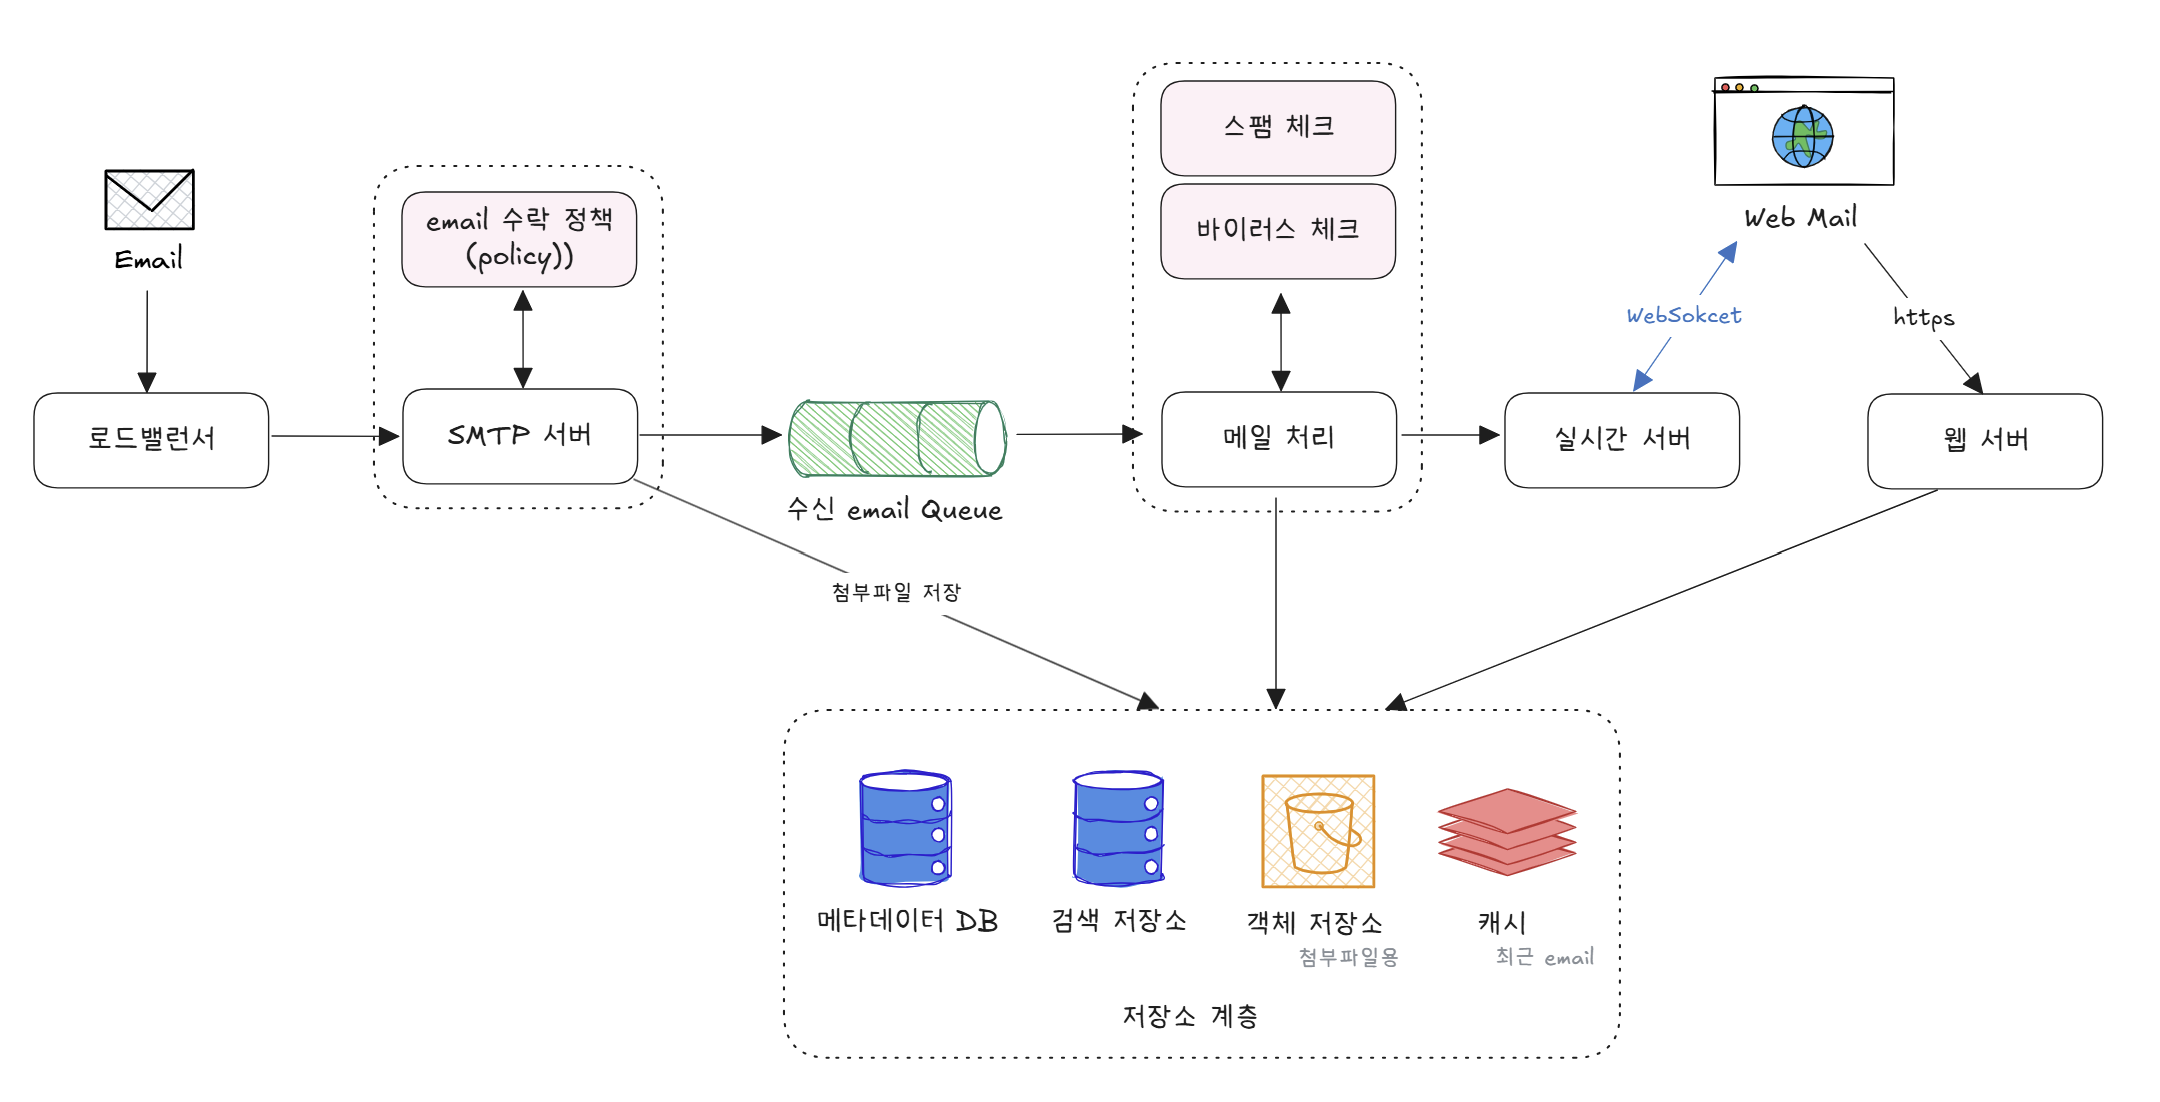 Email
로드밸런서
email 수락 정책
(policy))
SMTP 서버
수신 email Queue
스팸 체크
바이러스 체크
메일 처리
실시간 서버
Web Mail
WebSokcet
https
웹 서버
첨부파일 저장
메타데이터 DB
검색 저장소
객체 저장소
첨부파일용
캐시
최근 email
저장소 계층